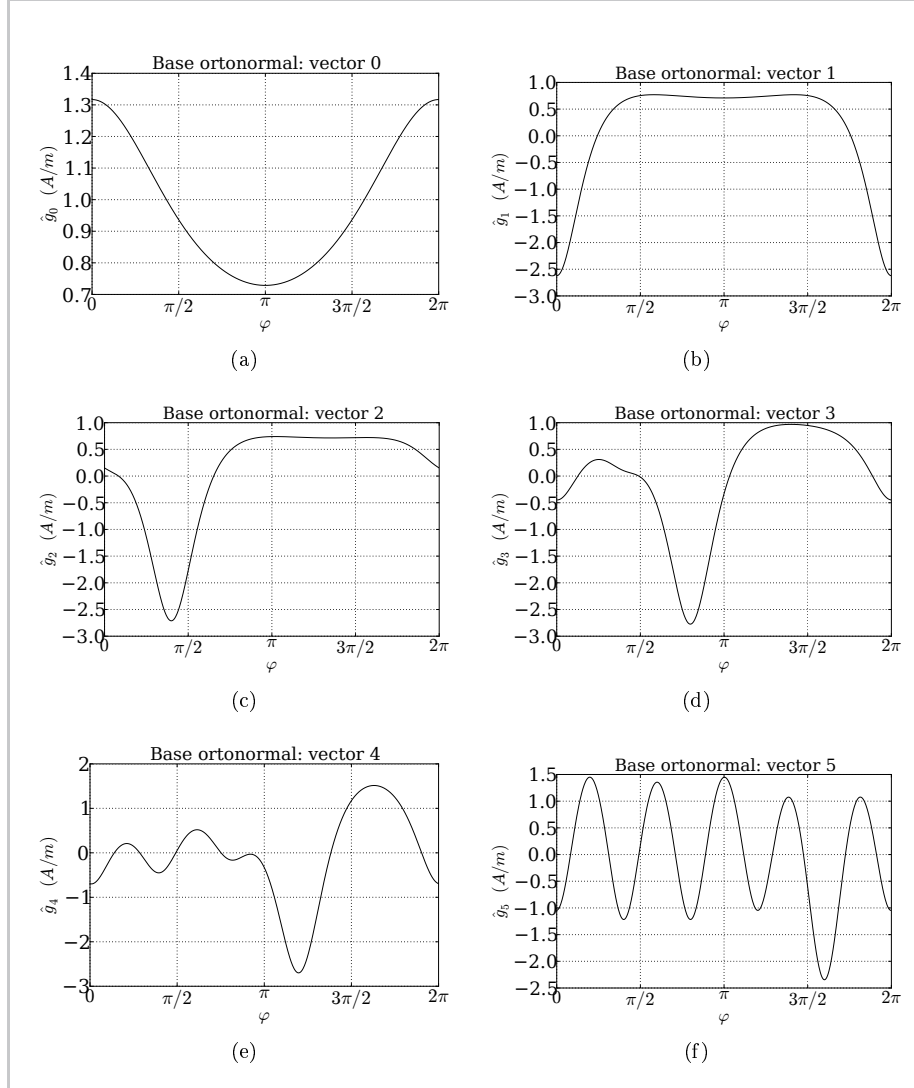 Base ortonormal: vector 0
1.4
1.3
1.2
1.1
1.0
0.9
0.8
0.7
ĝ₀ (A/m)
0 π/2 π 3π/2 2π
φ
(a)
Base ortonormal: vector 1
1.0
0.5
0.0
−0.5
−1.0
−1.5
−2.0
−2.5
−3.0
ĝ₁ (A/m)
0 π/2 π 3π/2 2π
φ
(b)
Base ortonormal: vector 2
1.0
0.5
0.0
−0.5
−1.0
−1.5
−2.0
−2.5
−3.0
ĝ₂ (A/m)
0 π/2 π 3π/2 2π
φ
(c)
Base ortonormal: vector 3
1.0
0.5
0.0
−0.5
−1.0
−1.5
−2.0
−2.5
−3.0
ĝ₃ (A/m)
0 π/2 π 3π/2 2π
φ
(d)
Base ortonormal: vector 4
2
1
0
−1
−2
−3
ĝ₄ (A/m)
0 π/2 π 3π/2 2π
φ
(e)
Base ortonormal: vector 5
1.5
1.0
0.5
0.0
−0.5
−1.0
−1.5
−2.0
−2.5
ĝ₅ (A/m)
0 π/2 π 3π/2 2π
φ
(f)